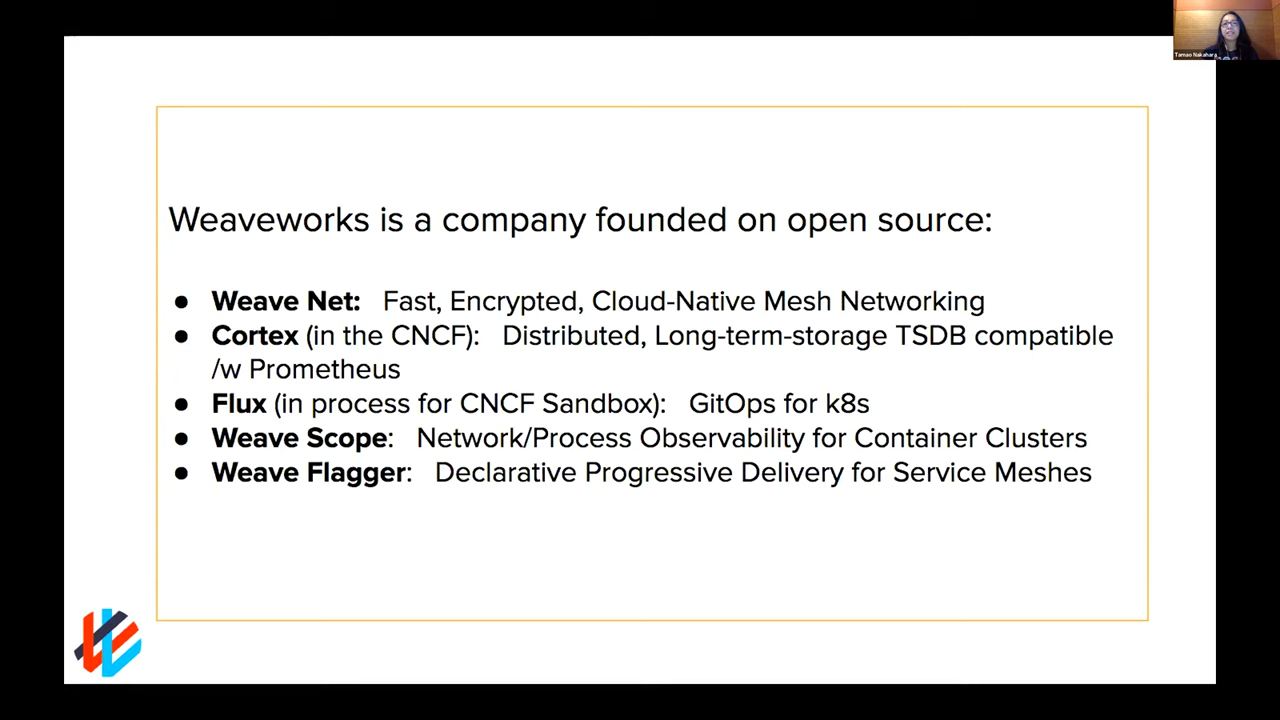 Tamao Nakahara
Weaveworks is a company founded on open source:
● Weave Net: Fast, Encrypted, Cloud-Native Mesh Networking
● Cortex (in the CNCF): Distributed, Long-term-storage TSDB compatible
/w Prometheus
● Flux (in process for CNCF Sandbox): GitOps for k8s
● Weave Scope: Network/Process Observability for Container Clusters
● Weave Flagger: Declarative Progressive Delivery for Service Meshes